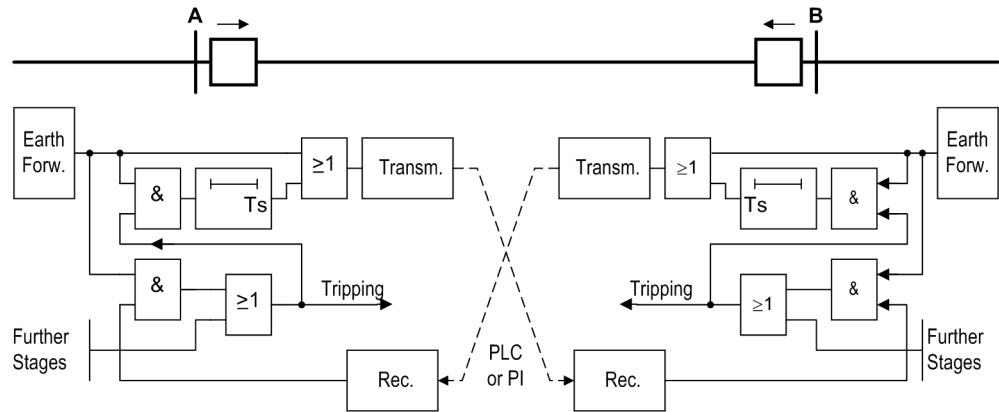 A
B
Earth
Forw.
≥1
Transm.
Transm.
≥1
Earth
Forw.
&
Ts
Ts
&
&
≥1
Tripping
Tripping
≥1
&
Further
Stages
Rec.
PLC
or PI
Rec.
Further
Stages